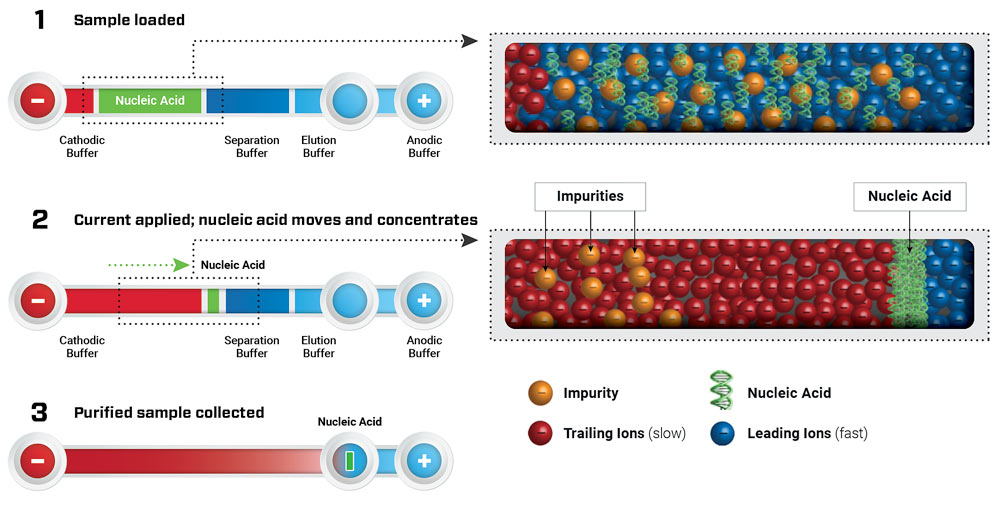 1 Sample loaded
−
Nucleic Acid
+
Cathodic
Buffer
Separation
Buffer
Elution
Buffer
Anodic
Buffer
2 Current applied; nucleic acid moves and concentrates
Nucleic Acid
−
+
Cathodic
Buffer
Separation
Buffer
Elution
Buffer
Anodic
Buffer
Impurities
Nucleic Acid
3 Purified sample collected
Nucleic Acid
−
+
Impurity
Nucleic Acid
Trailing Ions (slow)
Leading Ions (fast)